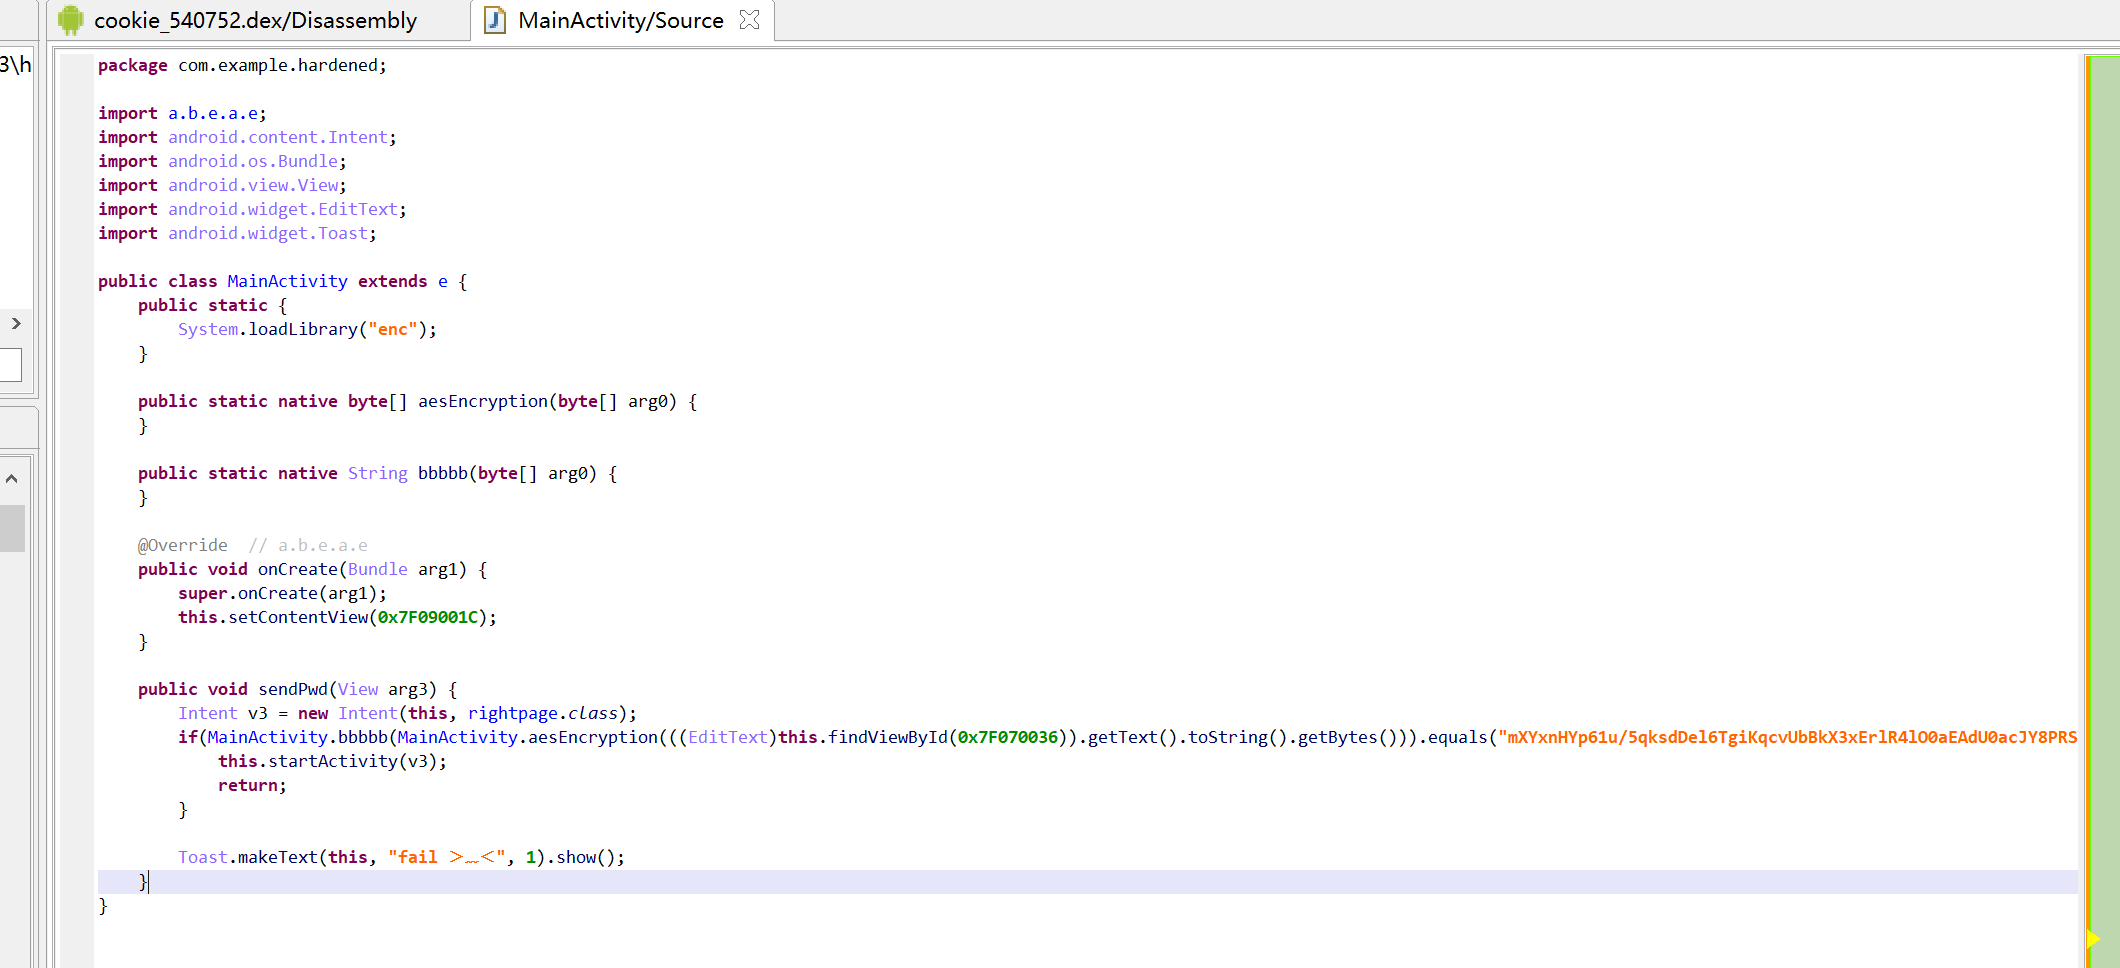 cookie_540752.dex/Disassembly
MainActivity/Source
3\h
package com.example.hardened;
import a.b.e.a.e;
import android.content.Intent;
import android.os.Bundle;
import android.view.View;
import android.widget.EditText;
import android.widget.Toast;
public class MainActivity extends e {
public static {
System.loadLibrary("enc");
}
public static native byte[] aesEncryption(byte[] arg0) {
}
public static native String bbbbb(byte[] arg0) {
}
@Override // a.b.e.a.e
public void onCreate(Bundle arg1) {
super.onCreate(arg1);
this.setContentView(0x7F09001C);
}
public void sendPwd(View arg3) {
Intent v3 = new Intent(this, rightpage.class);
if(MainActivity.bbbbb(MainActivity.aesEncryption(((EditText)this.findViewById(0x7F070036)).getText().toString().getBytes())).equals("mXYxnHYp61u/5qksdDel6TgiKqcvUbBkX3xErlR4lO0aEAdU0acJY8PRS
this.startActivity(v3);
return;
}
Toast.makeText(this, "fail ＞﹏＜", 1).show();
}
}